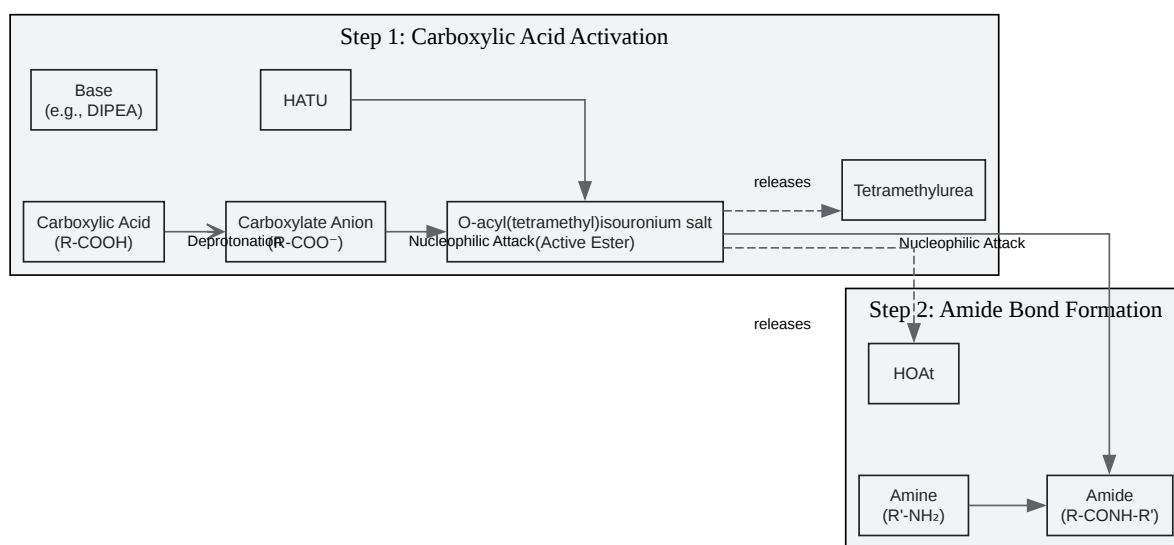 Step 1: Carboxylic Acid Activation
Base
(e.g., DIPEA)
HATU
releases
Tetramethylurea
Carboxylic Acid
(R-COOH)
Deprotonation
Carboxylate Anion
(R-COO⁻)
Nucleophilic Attack
O-acyl(tetramethyl)isouronium salt
(Active Ester)
Nucleophilic Attack
releases
Step 2: Amide Bond Formation
HOAt
Amine
(R'-NH₂)
Amide
(R-CONH-R')